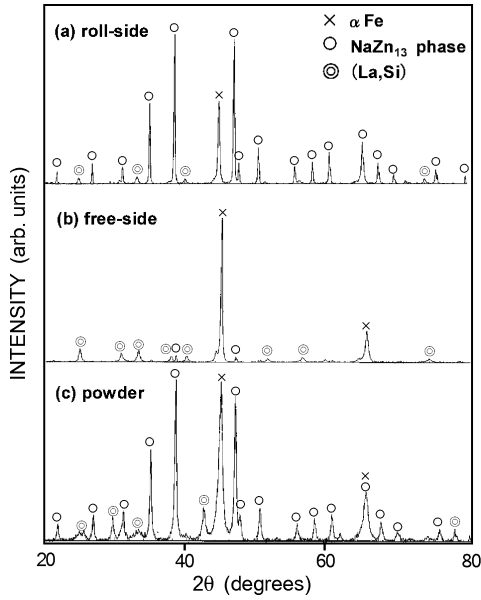 (a) roll-side
× α Fe
○ NaZn₁₃ phase
◎ (La,Si)
(b) free-side
(c) powder
INTENSITY (arb. units)
20 40 60 80
2θ (degrees)